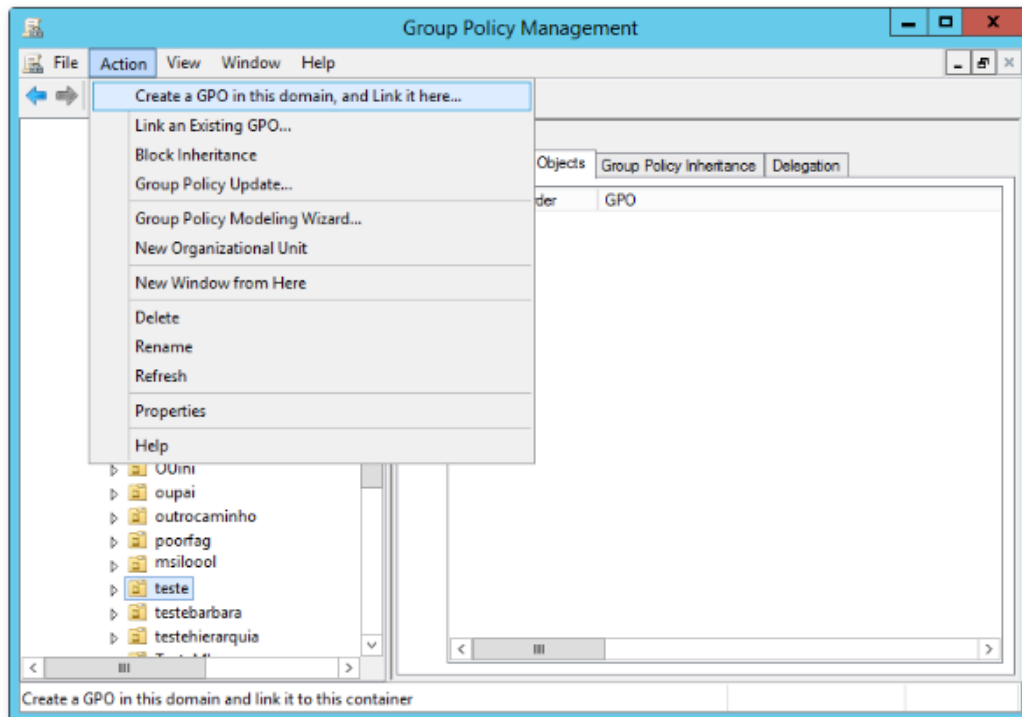 Group Policy Management
File Action View Window Help
Create a GPO in this domain, and Link it here...
Link an Existing GPO...
Block Inheritance
Group Policy Update...
Group Policy Modeling Wizard...
New Organizational Unit
New Window from Here
Delete
Rename
Refresh
Properties
Help
Objects Group Policy Inheritance Delegation
der GPO
OUini
oupai
outrocaminho
poorfag
msiloool
teste
testebarbara
testehierarquia
Create a GPO in this domain and link it to this container